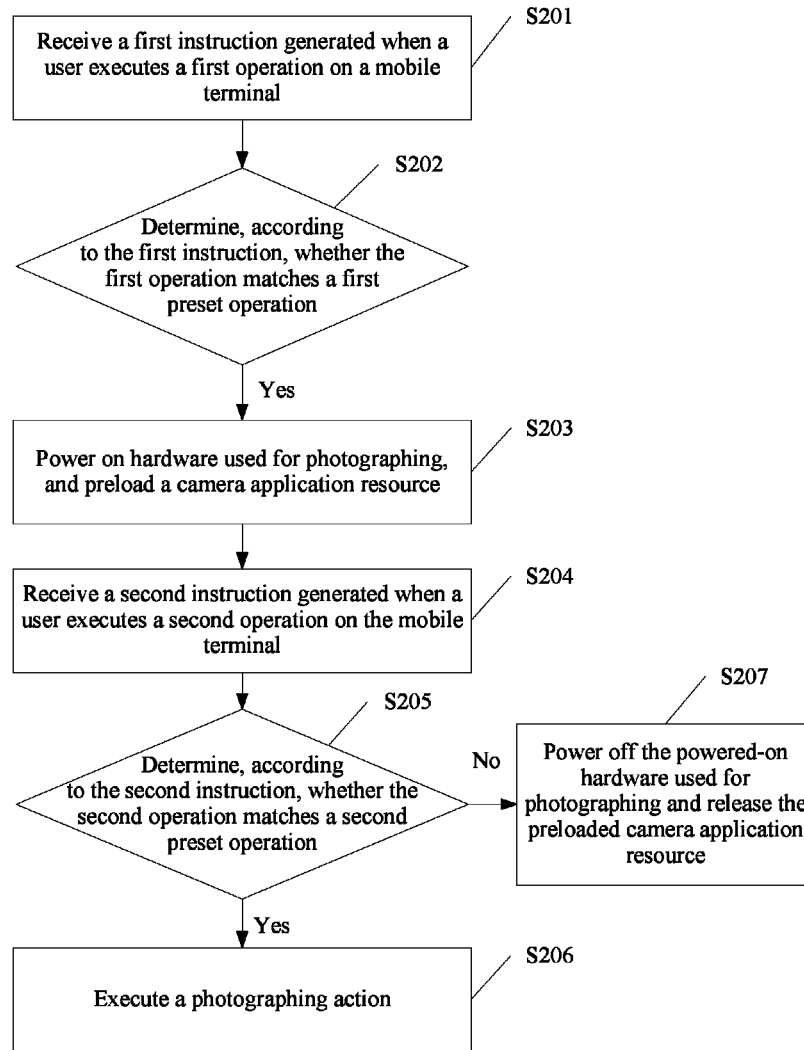 S201
Receive a first instruction generated when a
user executes a first operation on a mobile
terminal
S202
Determine, according
to the first instruction, whether the
first operation matches a first
preset operation
Yes
S203
Power on hardware used for photographing,
and preload a camera application resource
S204
Receive a second instruction generated when a
user executes a second operation on the mobile
terminal
S205
Determine, according
to the second instruction, whether the
second operation matches a second
preset operation
No
S207
Power off the powered-on
hardware used for
photographing and release the
preloaded camera application
resource
Yes
S206
Execute a photographing action